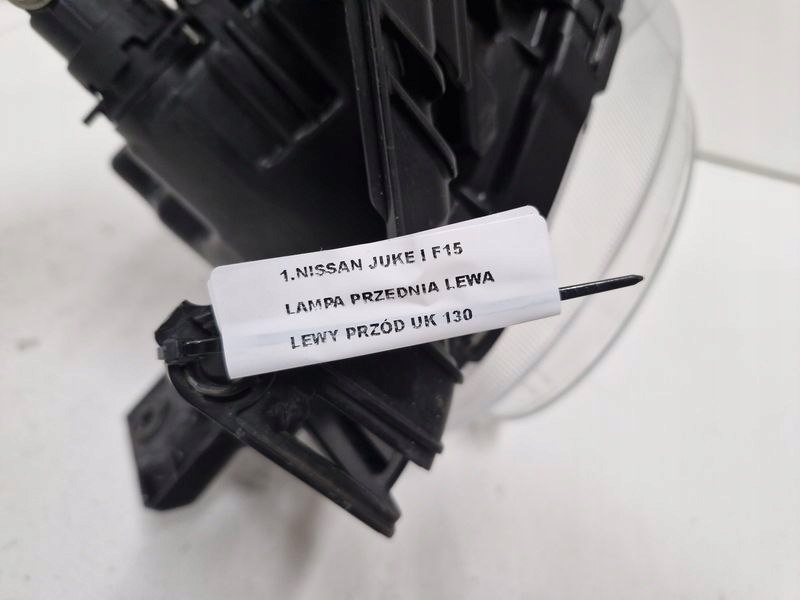 1.NISSAN JUKE I F15
LAMPA PRZEDNIA LEWA
LEWY PRZÓD UK 130